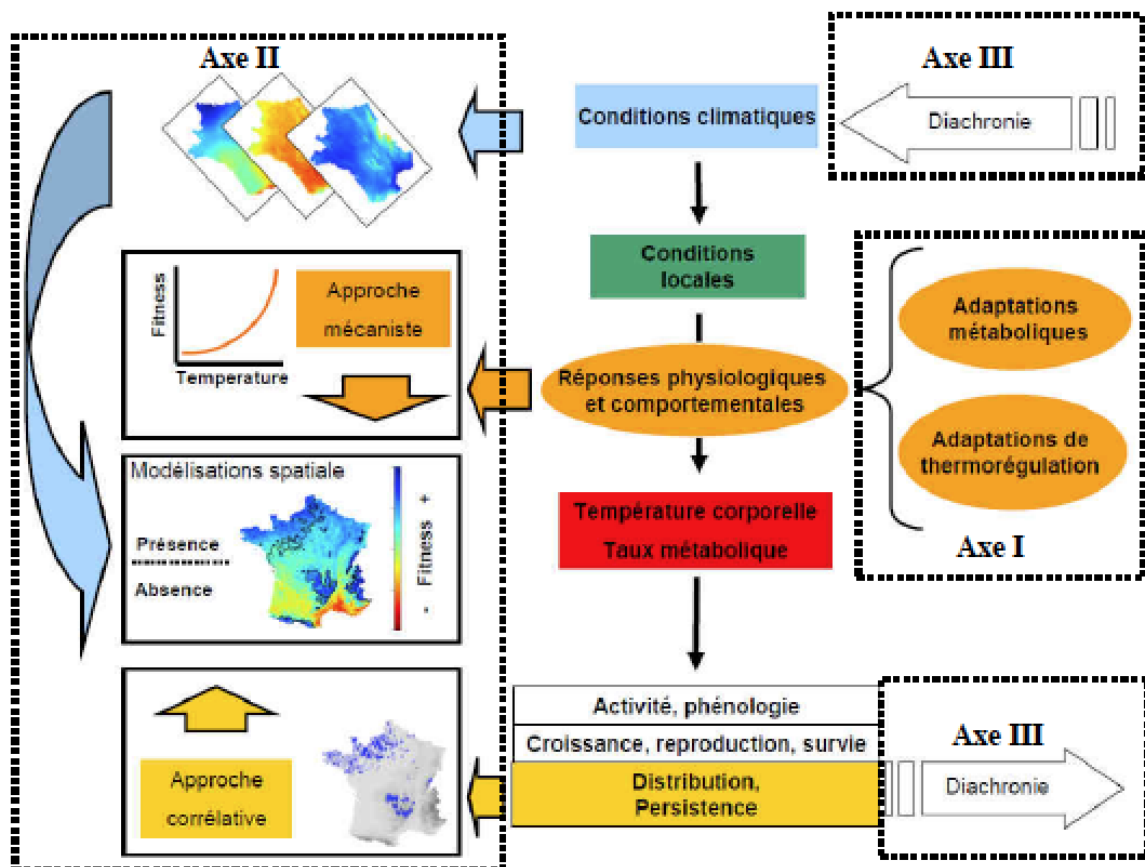 Axe II
Axe III
Conditions climatiques
Diachronie
Conditions
locales
Fitness
Temperature
Approche
mécaniste
Réponses physiologiques
et comportementales
Adaptations
métaboliques
Adaptations de
thermorégulation
Axe I
Modélisations spatiale
Présence
Absence
- Fitness +
Température corporelle
Taux métabolique
Activité, phénologie
Croissance, reproduction, survie
Distribution,
Persistence
Approche
corrélative
Axe III
Diachronie